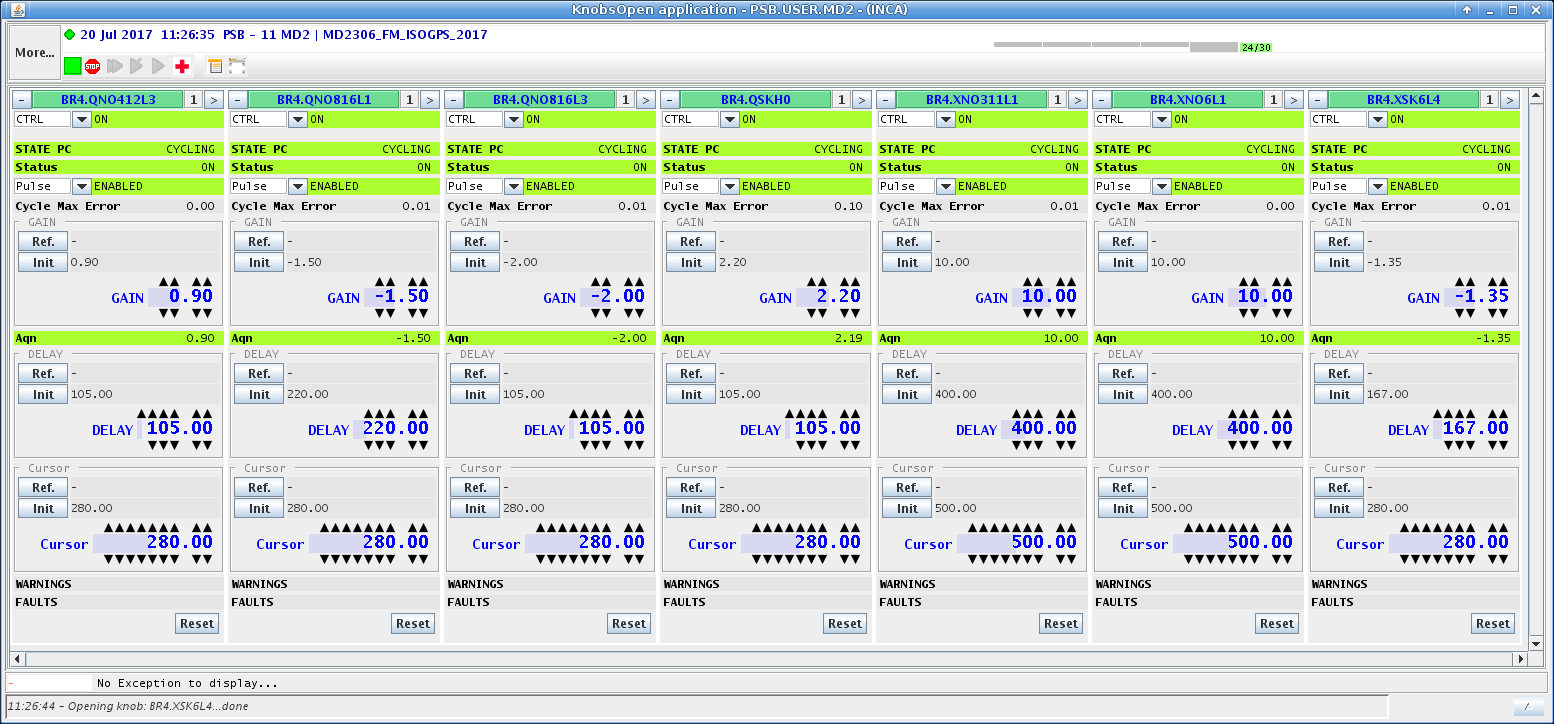 KnobsOpen application - PSB.USER.MD2 - (INCA)
More...
20 Jul 2017 11:26:35 PSB - 11 MD2 | MD2306_FM_ISOGPS_2017
24/30
STOP
- BR4.QNO412L3 1 > - BR4.QNO816L1 1 > - BR4.QNO816L3 1 > - BR4.QSKH0 1 > - BR4.XNO311L1 1 > - BR4.XNO6L1 1 > - BR4.XSK6L4 1 >
CTRL ON CTRL ON CTRL ON CTRL ON CTRL ON CTRL ON CTRL ON
STATE PC CYCLING STATE PC CYCLING STATE PC CYCLING STATE PC CYCLING STATE PC CYCLING STATE PC CYCLING STATE PC CYCLING
Status ON Status ON Status ON Status ON Status ON Status ON Status ON
Pulse ENABLED Pulse ENABLED Pulse ENABLED Pulse ENABLED Pulse ENABLED Pulse ENABLED Pulse ENABLED
Cycle Max Error 0.00 Cycle Max Error 0.01 Cycle Max Error 0.01 Cycle Max Error 0.10 Cycle Max Error 0.01 Cycle Max Error 0.00 Cycle Max Error 0.01
GAIN GAIN GAIN GAIN GAIN GAIN GAIN
Ref. - Ref. - Ref. - Ref. - Ref. - Ref. - Ref. -
Init 0.90 Init -1.50 Init -2.00 Init 2.20 Init 10.00 Init 10.00 Init -1.35
GAIN 0.90 GAIN -1.50 GAIN -2.00 GAIN 2.20 GAIN 10.00 GAIN 10.00 GAIN -1.35
Aqn 0.90 Aqn -1.50 Aqn -2.00 Aqn 2.19 Aqn 10.00 Aqn 10.00 Aqn -1.35
DELAY DELAY DELAY DELAY DELAY DELAY DELAY
Ref. - Ref. - Ref. - Ref. - Ref. - Ref. - Ref. -
Init 105.00 Init 220.00 Init 105.00 Init 105.00 Init 400.00 Init 400.00 Init 167.00
DELAY 105.00 DELAY 220.00 DELAY 105.00 DELAY 105.00 DELAY 400.00 DELAY 400.00 DELAY 167.00
Cursor Cursor Cursor Cursor Cursor Cursor Cursor
Ref. - Ref. - Ref. - Ref. - Ref. - Ref. - Ref. -
Init 280.00 Init 280.00 Init 280.00 Init 280.00 Init 500.00 Init 500.00 Init 280.00
Cursor 280.00 Cursor 280.00 Cursor 280.00 Cursor 280.00 Cursor 500.00 Cursor 500.00 Cursor 280.00
WARNINGS WARNINGS WARNINGS WARNINGS WARNINGS WARNINGS WARNINGS
FAULTS FAULTS FAULTS FAULTS FAULTS FAULTS FAULTS
Reset Reset Reset Reset Reset Reset Reset
- No Exception to display...
11:26:44 - Opening knob: BR4.XSK6L4...done